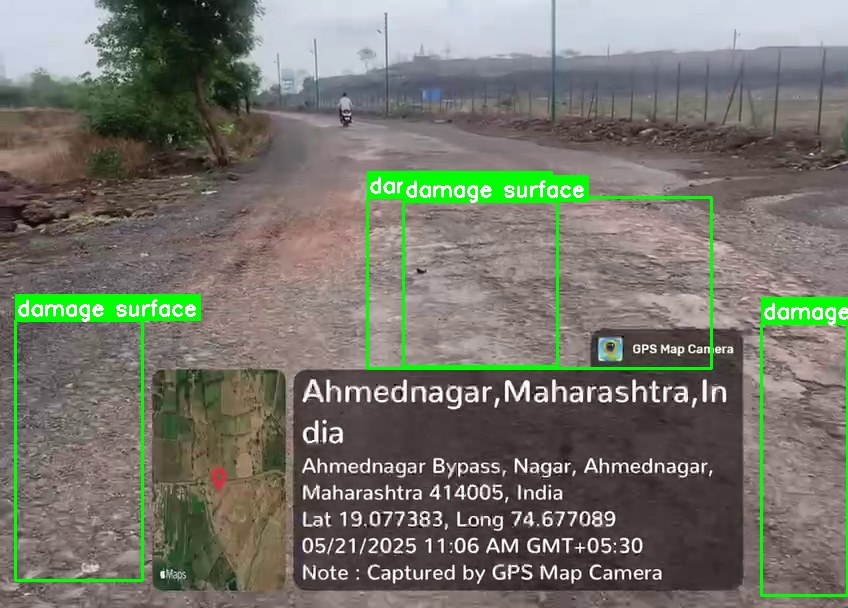 dar damage surface
damage surface
damage
GPS Map Camera
Ahmednagar,Maharashtra,In
dia
Ahmednagar Bypass, Nagar, Ahmednagar,
Maharashtra 414005, India
Lat 19.077383, Long 74.677089
05/21/2025 11:06 AM GMT+05:30
Note : Captured by GPS Map Camera
Maps